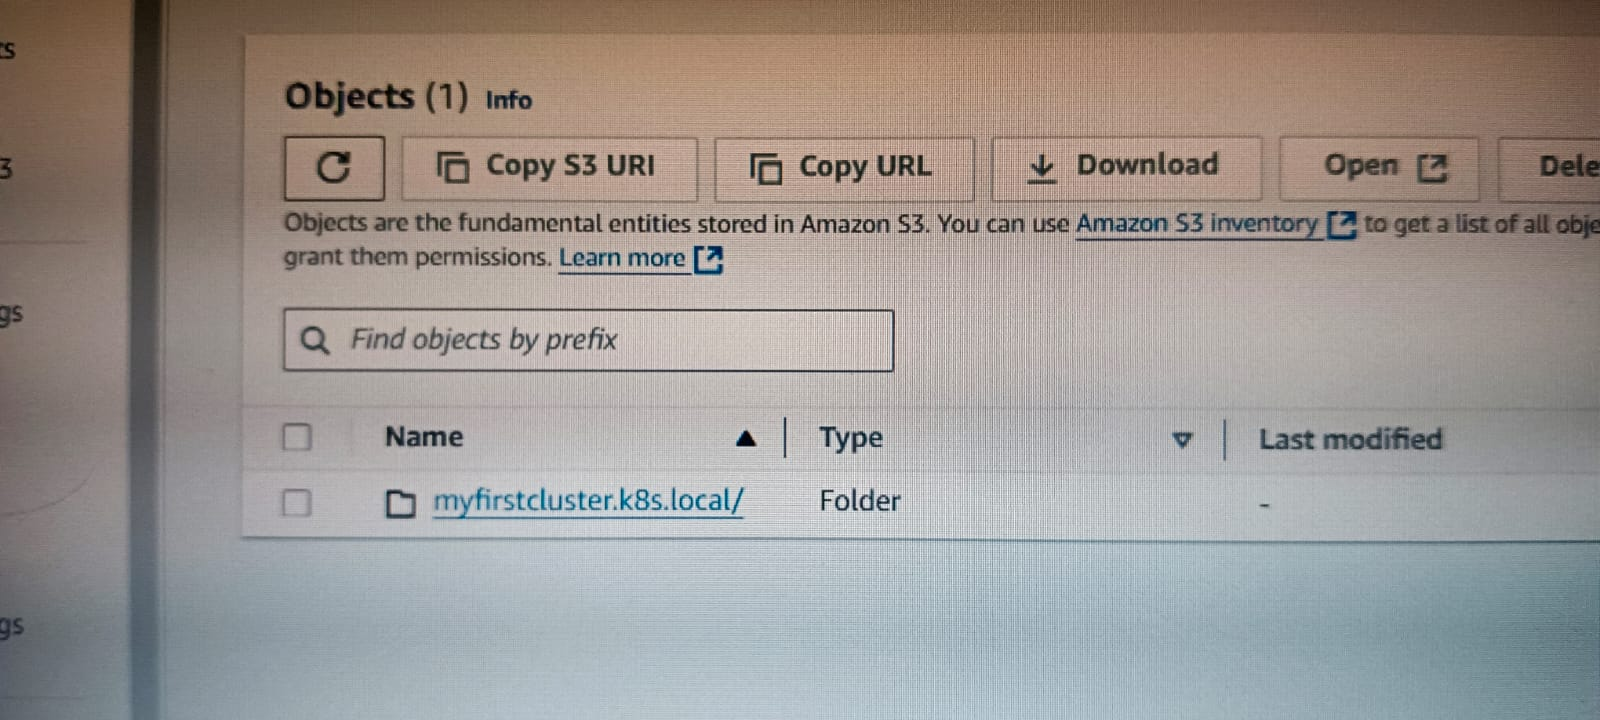 Objects (1) Info
Copy S3 URI Copy URL Download Open
Objects are the fundamental entities stored in Amazon S3. You can use Amazon S3 inventory to get a list of all
grant them permissions. Learn more
Find objects by prefix
Name Type Last modified
myfirstcluster.k8s.local/ Folder -